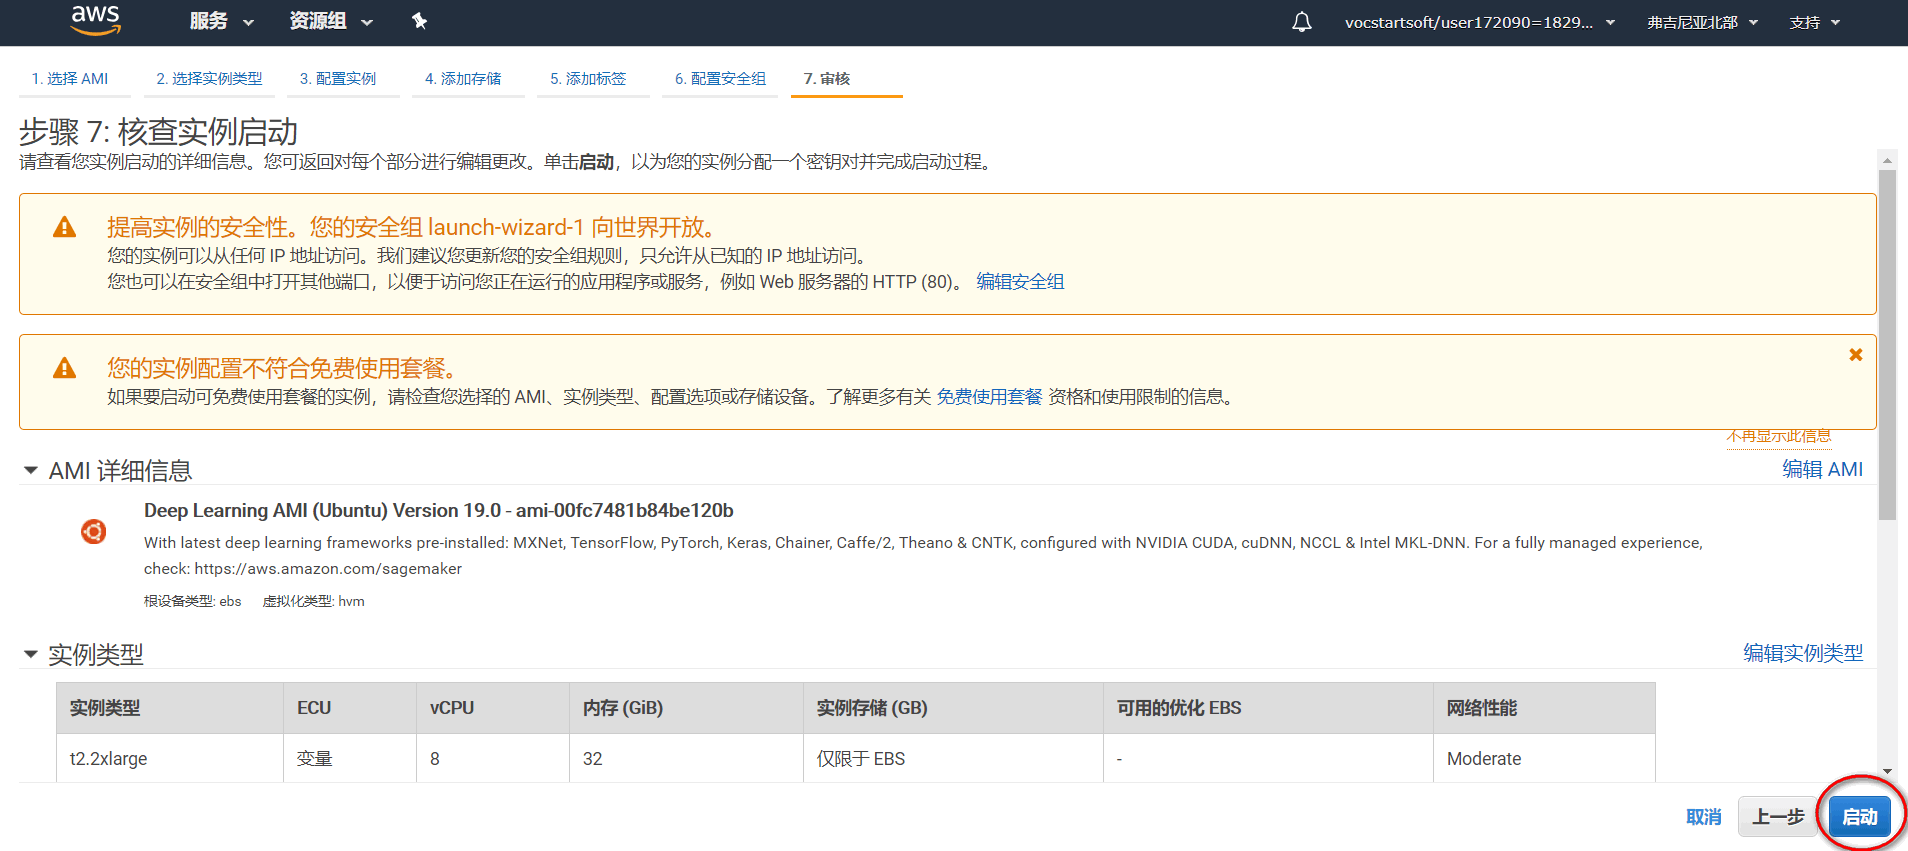 aws 服务 资源组 vocstartsoft/user172090=1829... 弗吉尼亚北部 支持
1. 选择 AMI 2. 选择实例类型 3. 配置实例 4. 添加存储 5. 添加标签 6. 配置安全组 7. 审核
步骤 7: 核查实例启动
请查看您实例启动的详细信息。您可返回对每个部分进行编辑更改。单击启动，以为您的实例分配一个密钥对并完成启动过程。
提高实例的安全性。您的安全组 launch-wizard-1 向世界开放。
您的实例可以从任何 IP 地址访问。我们建议您更新您的安全组规则，只允许从已知的 IP 地址访问。
您也可以在安全组中打开其他端口，以便于访问您正在运行的应用程序或服务，例如 Web 服务器的 HTTP (80)。 编辑安全组
您的实例配置不符合免费使用套餐。
如果要启动可免费使用套餐的实例，请检查您选择的 AMI、实例类型、配置选项或存储设备。了解更多有关 免费使用套餐 资格和使用限制的信息。
不再显示此信息
AMI 详细信息 编辑 AMI
Deep Learning AMI (Ubuntu) Version 19.0 - ami-00fc7481b84be120b
With latest deep learning frameworks pre-installed: MXNet, TensorFlow, PyTorch, Keras, Chainer, Caffe/2, Theano & CNTK, configured with NVIDIA CUDA, cuDNN, NCCL & Intel MKL-DNN. For a fully managed experience,
check: https://aws.amazon.com/sagemaker
根设备类型: ebs 虚拟化类型: hvm
实例类型 编辑实例类型
实例类型 ECU vCPU 内存 (GiB) 实例存储 (GB) 可用的优化 EBS 网络性能
t2.2xlarge 变量 8 32 仅限于 EBS - Moderate
取消 上一步 启动